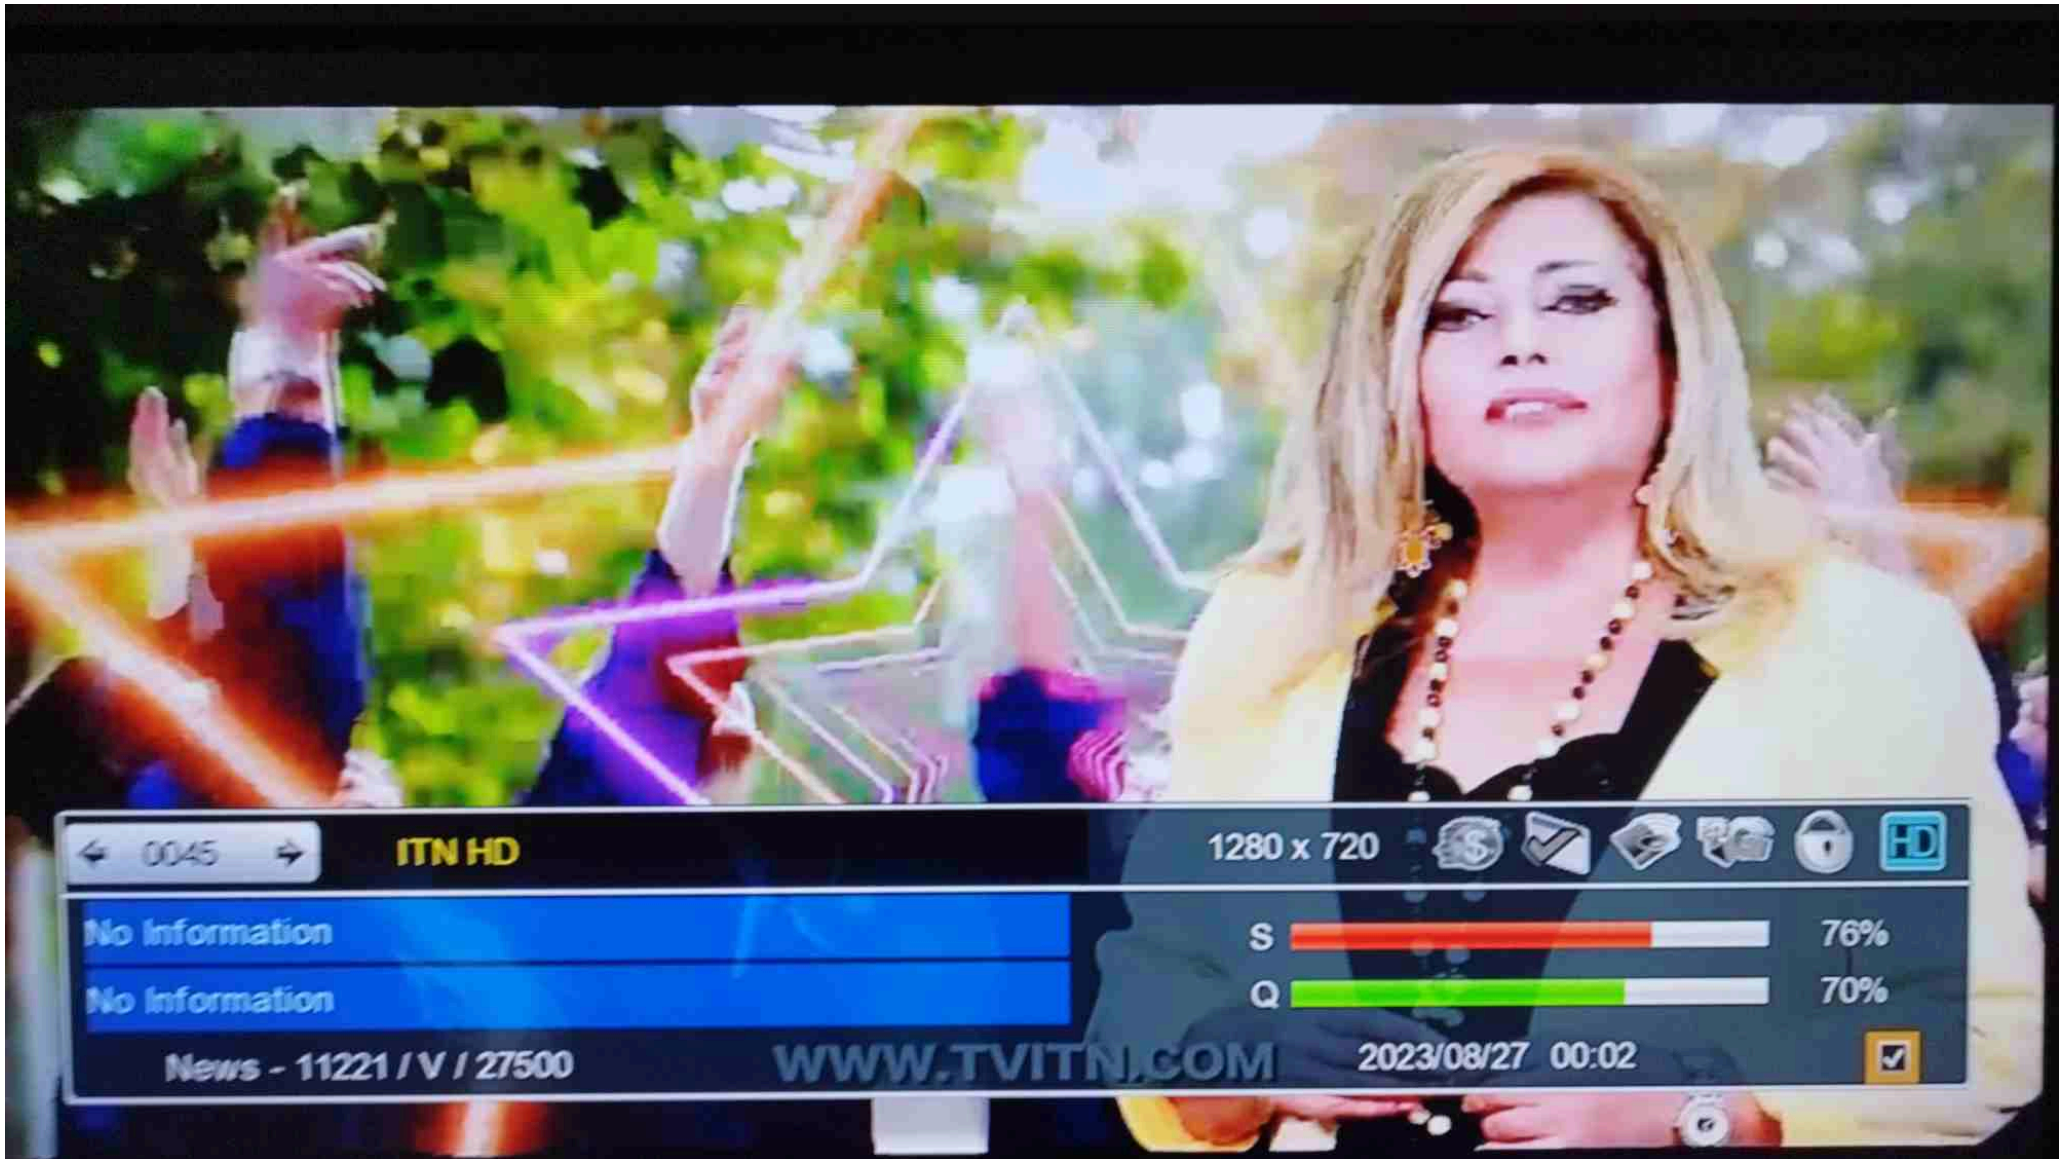 0045 ITN HD 1280 x 720 $ HD
No Information S 76%
No Information Q 70%
News - 11221 / V / 27500 WWW.TVITN.COM 2023/08/27 00:02